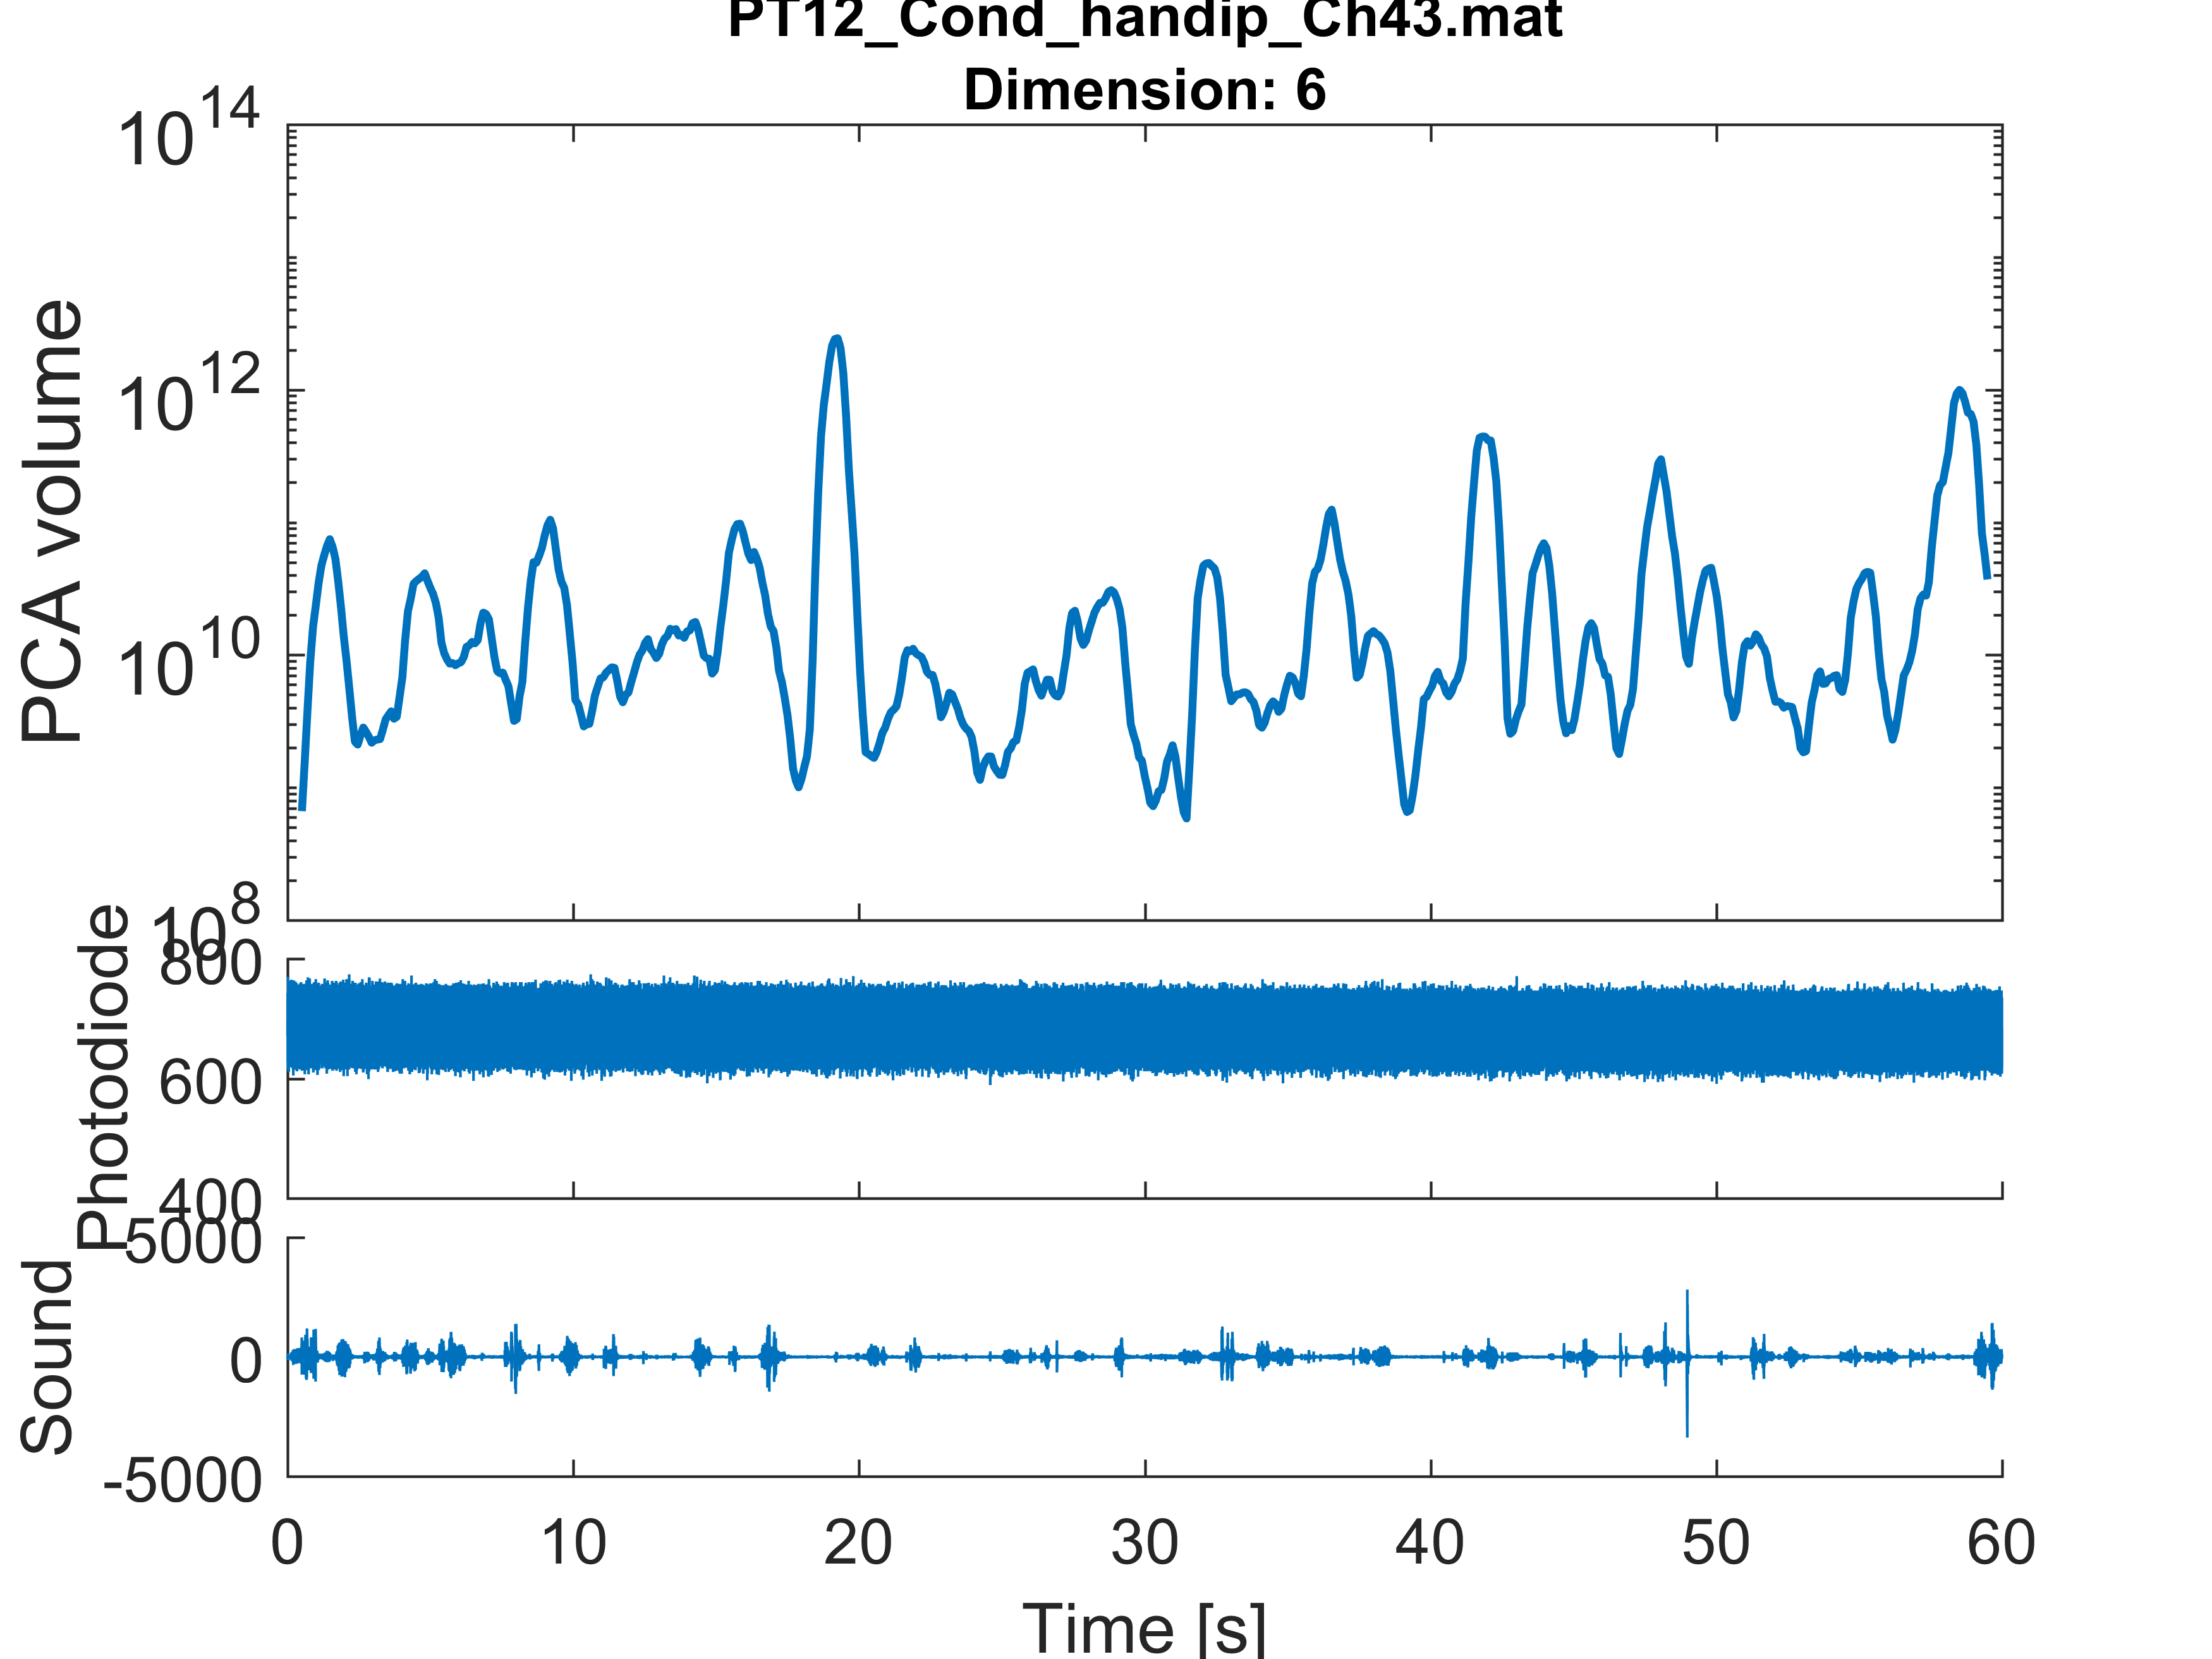 PT12_Cond_handip_Ch43.mat
Dimension: 6
PCA volume
10^14
10^12
10^10
10^8
Photodiode
800
600
400
Sound
5000
0
-5000
0 10 20 30 40 50 60
Time [s]